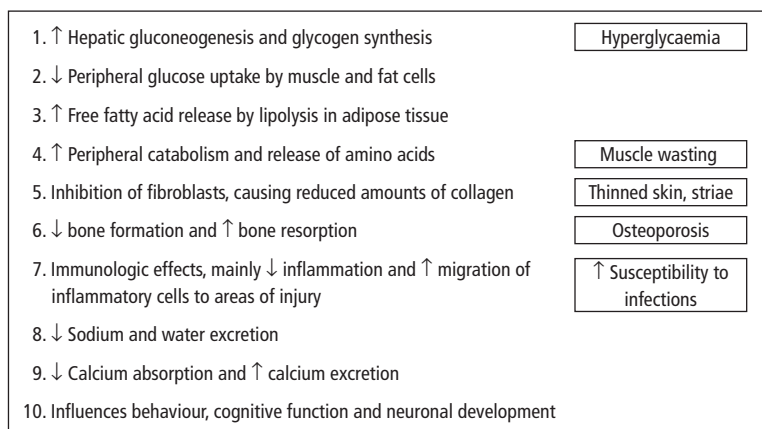 1. ↑ Hepatic gluconeogenesis and glycogen synthesis
Hyperglycaemia
2. ↓ Peripheral glucose uptake by muscle and fat cells
3. ↑ Free fatty acid release by lipolysis in adipose tissue
4. ↑ Peripheral catabolism and release of amino acids
Muscle wasting
5. Inhibition of fibroblasts, causing reduced amounts of collagen
Thinned skin, striae
6. ↓ bone formation and ↑ bone resorption
Osteoporosis
7. Immunologic effects, mainly ↓ inflammation and ↑ migration of
inflammatory cells to areas of injury
↑ Susceptibility to
infections
8. ↓ Sodium and water excretion
9. ↓ Calcium absorption and ↑ calcium excretion
10. Influences behaviour, cognitive function and neuronal development